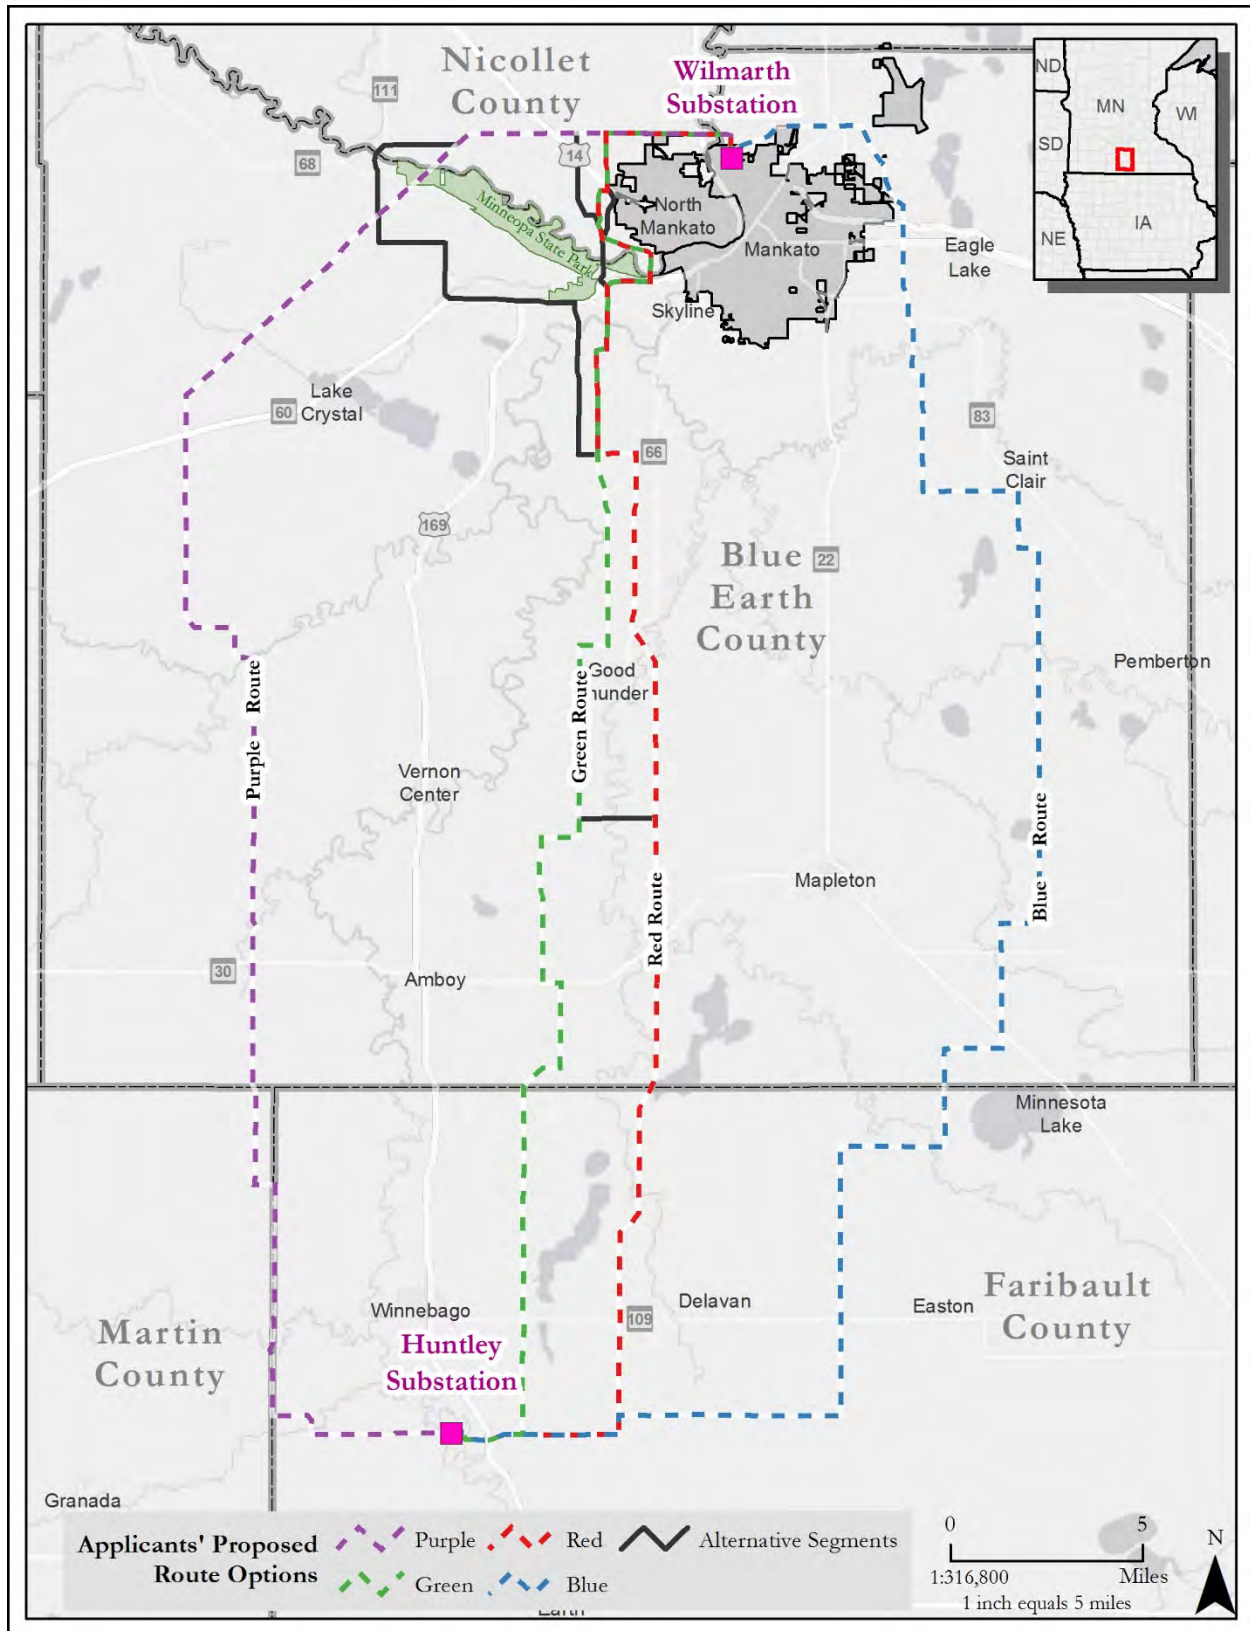 Nicollet
County
Wilmarth
Substation
ND
MN
WI
SD
IA
NE
111
68
14
Minneopa State Park
North
Mankato
Mankato
Eagle
Lake
Skyline
Lake
Crystal
60
83
66
Saint
Clair
169
Blue
Earth
County
22
Pemberton
Purple Route
Green Route
Good
hunder
Vernon
Center
Blue Route
Red Route
Mapleton
30
Amboy
Minnesota
Lake
Faribault
County
Winnebago
109
Delavan
Easton
Martin
County
Huntley
Substation
Granada
Applicants' Proposed
Route Options
Purple
Red
Alternative Segments
Green
Blue
0 5
1:316,800 Miles
1 inch equals 5 miles
N